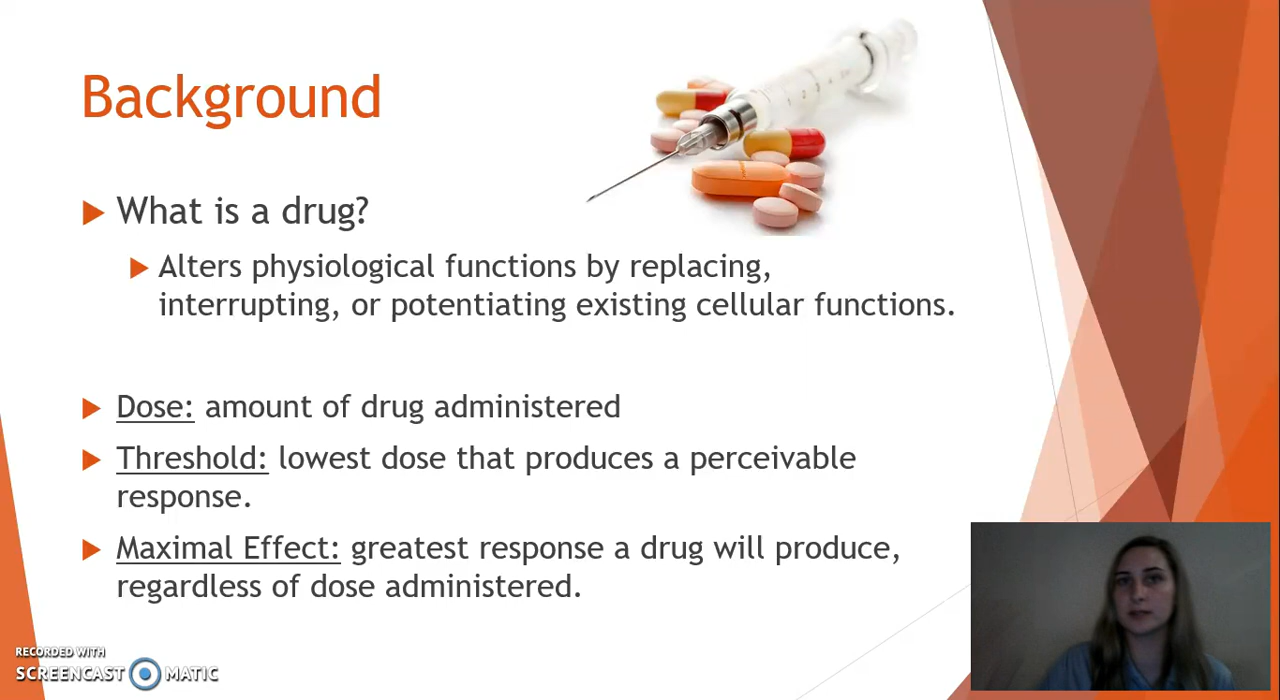 Background
What is a drug?
Alters physiological functions by replacing,
interrupting, or potentiating existing cellular functions.
Dose: amount of drug administered
Threshold: lowest dose that produces a perceivable
response.
Maximal Effect: greatest response a drug will produce,
regardless of dose administered.
RECORDED WITH
SCREENCAST MATIC